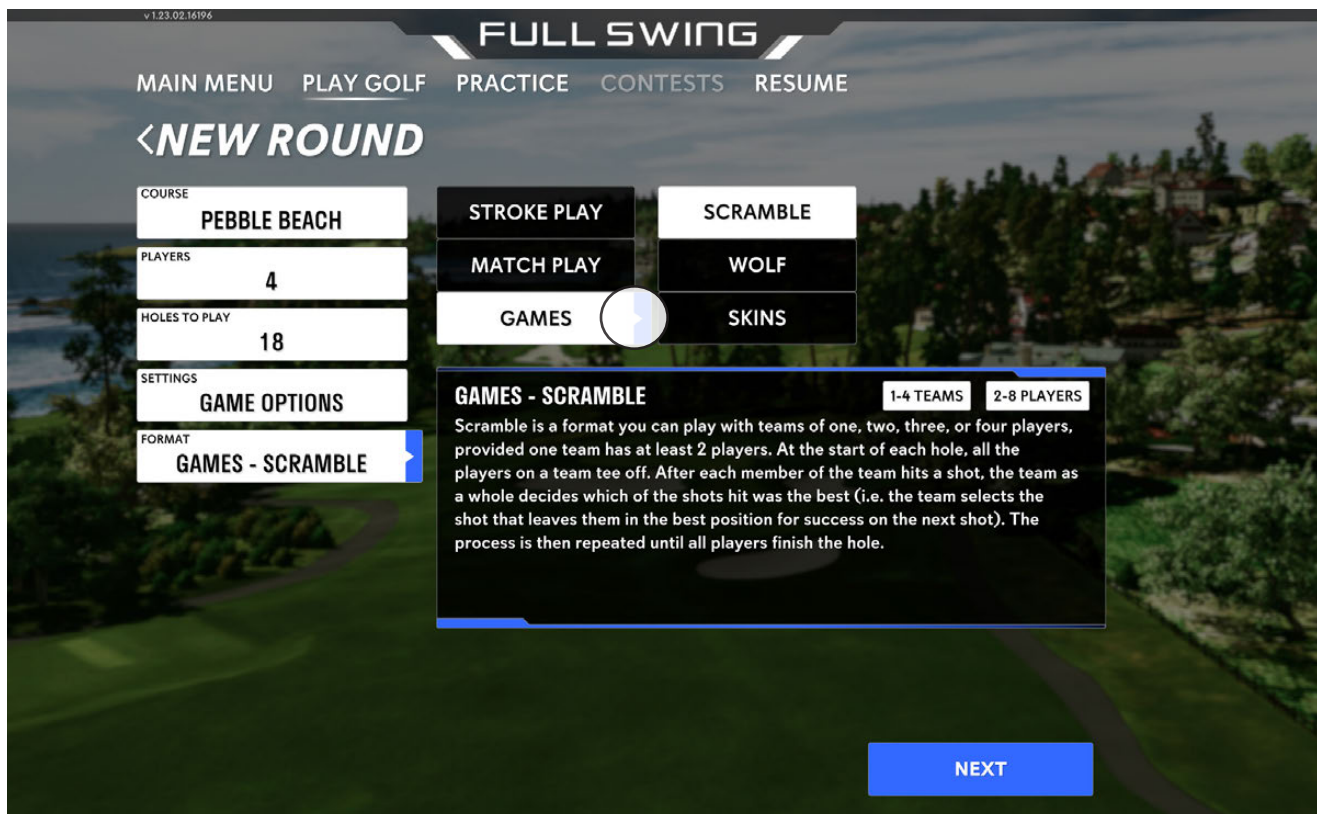 v 1.23.02.16196
FULL SWING
MAIN MENU PLAY GOLF PRACTICE CONTESTS RESUME
<NEW ROUND
COURSE
PEBBLE BEACH
PLAYERS
4
HOLES TO PLAY
18
SETTINGS
GAME OPTIONS
FORMAT
GAMES - SCRAMBLE
STROKE PLAY
MATCH PLAY
GAMES
SCRAMBLE
WOLF
SKINS
GAMES - SCRAMBLE
1-4 TEAMS 2-8 PLAYERS
Scramble is a format you can play with teams of one, two, three, or four players,
provided one team has at least 2 players. At the start of each hole, all the
players on a team tee off. After each member of the team hits a shot, the team as
a whole decides which of the shots hit was the best (i.e. the team selects the
shot that leaves them in the best position for success on the next shot). The
process is then repeated until all players finish the hole.
NEXT